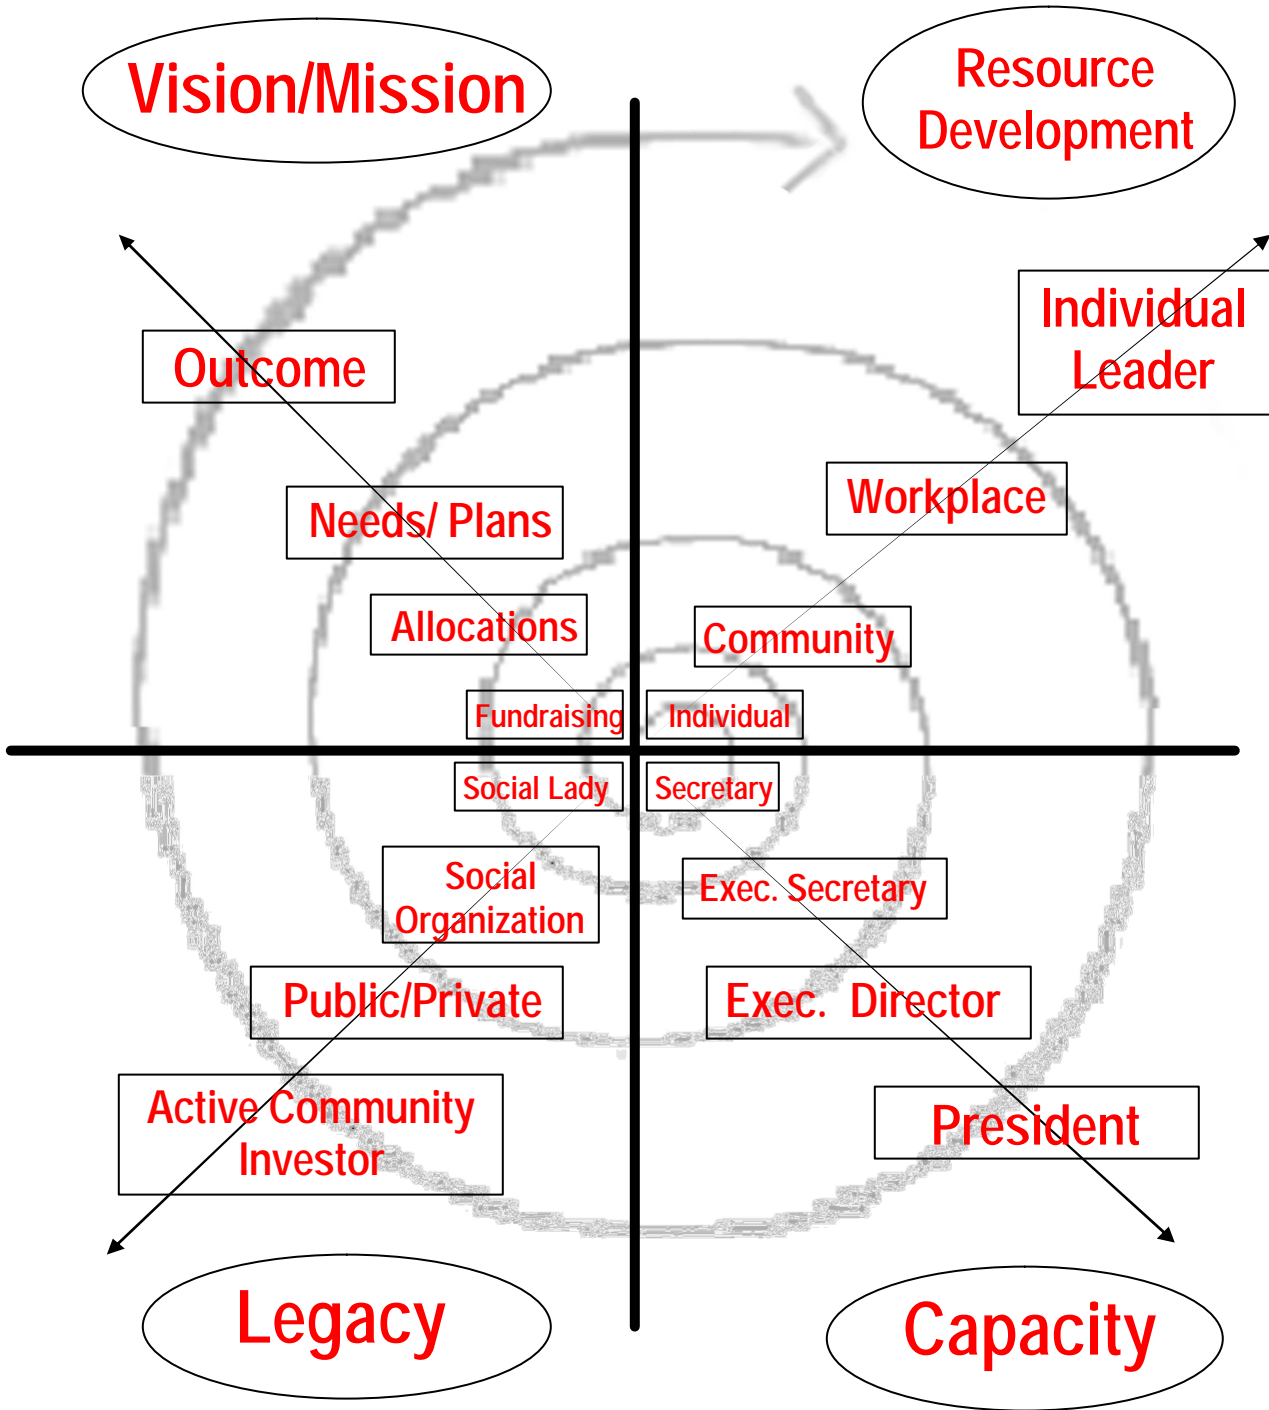 Vision/Mission
Resource
Development
Individual
Leader
Outcome
Workplace
Needs/ Plans
Allocations
Community
Fundraising
Individual
Social Lady
Secretary
Social
Organization
Exec. Secretary
Public/Private
Exec. Director
Active Community
Investor
President
Legacy
Capacity